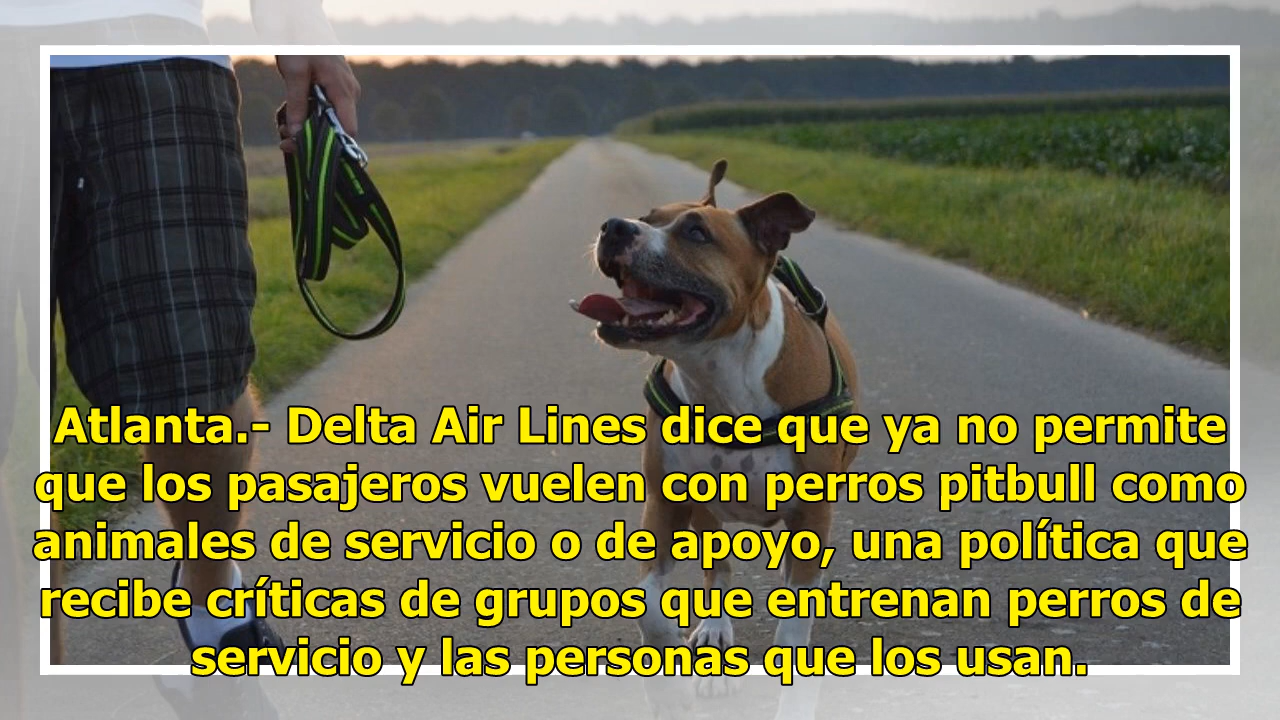 Atlanta.- Delta Air Lines dice que ya no permite
que los pasajeros vuelen con perros pitbull como
animales de servicio o de apoyo, una política que
recibe críticas de grupos que entrenan perros de
servicio y las personas que los usan.